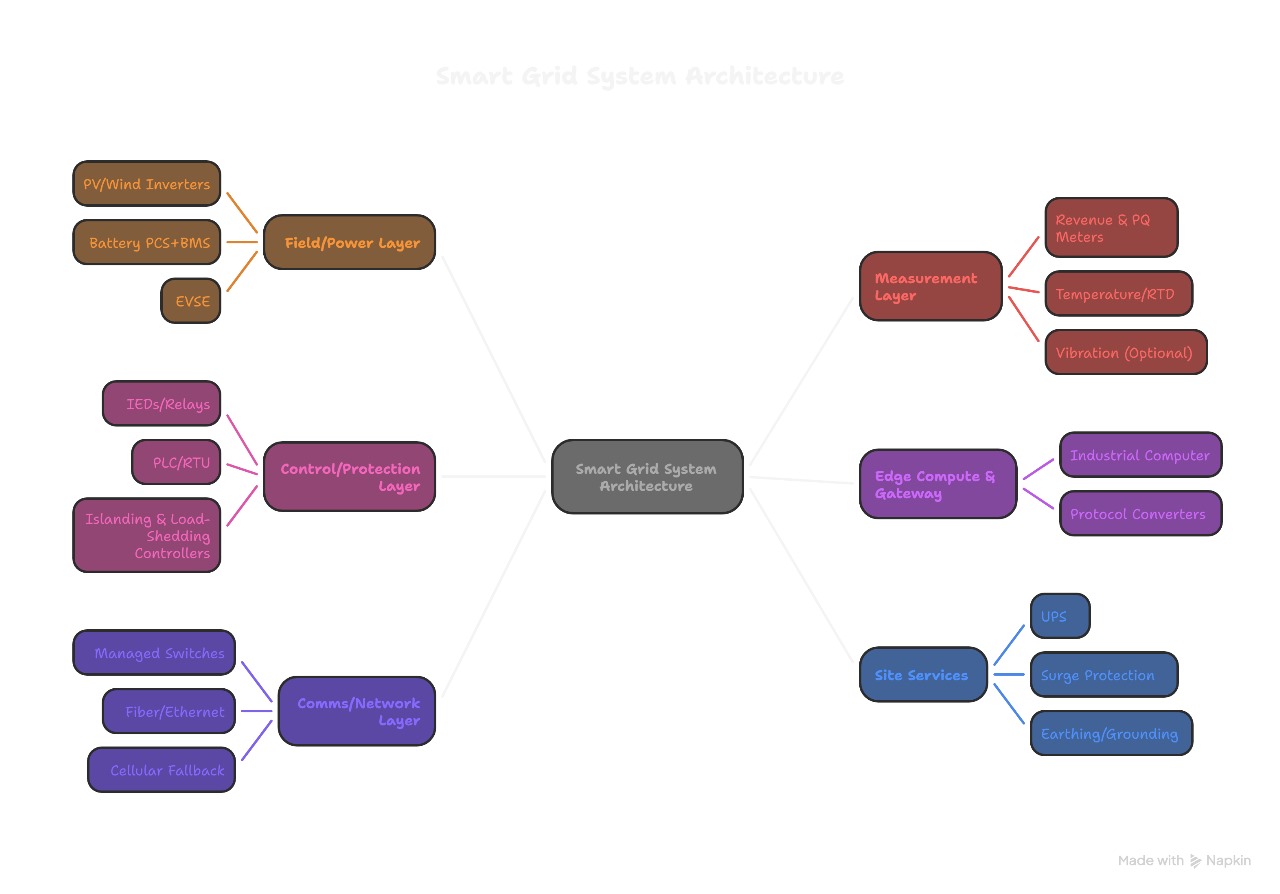 Smart Grid System Architecture
PV/Wind Inverters
Battery PCS+BMS
EVSE
Field/Power Layer
IEDs/Relays
PLC/RTU
Islanding & Load-
Shedding
Controllers
Control/Protection
Layer
Managed Switches
Fiber/Ethernet
Cellular Fallback
Comms/Network
Layer
Smart Grid System
Architecture
Measurement
Layer
Revenue & PQ
Meters
Temperature/RTD
Vibration (Optional)
Edge Compute &
Gateway
Industrial Computer
Protocol Converters
Site Services
UPS
Surge Protection
Earthing/Grounding
Made with Napkin